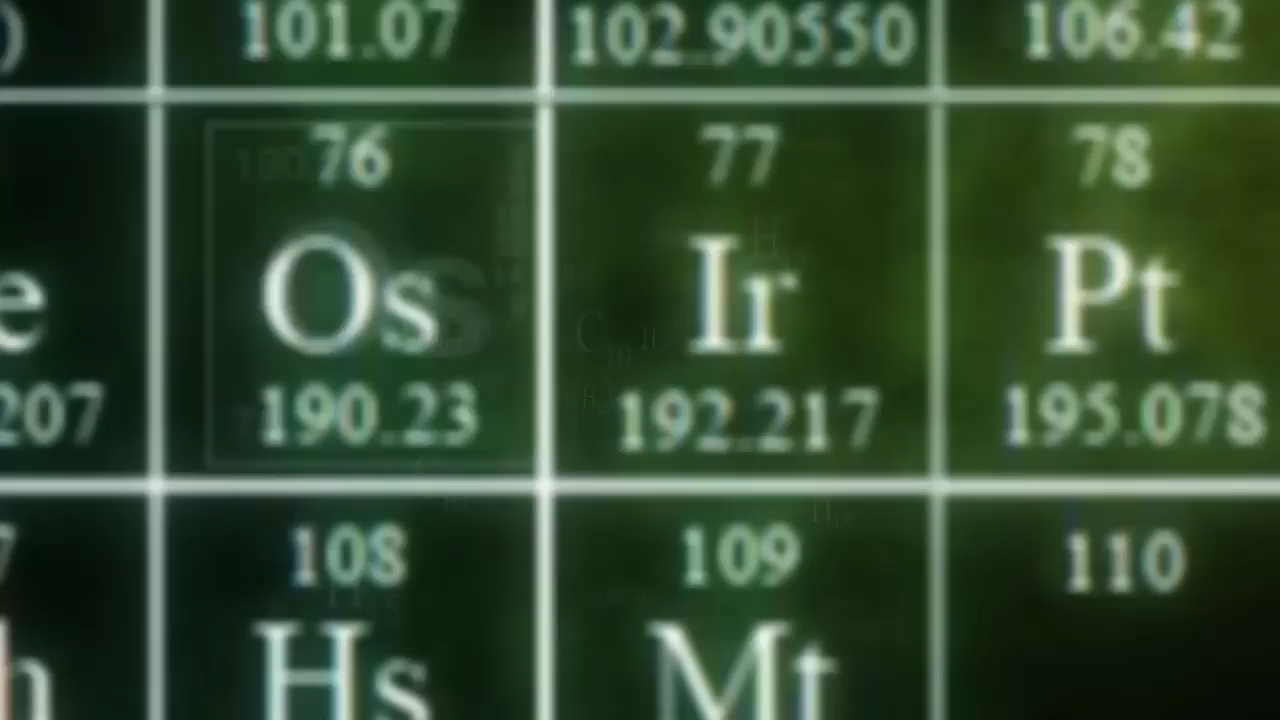 )
101.07
102.90550
106.42
76
77
78
e
Os
Ir
Pt
207
190.23
192.217
195.078
7
108
109
110
h
Hs
Mt